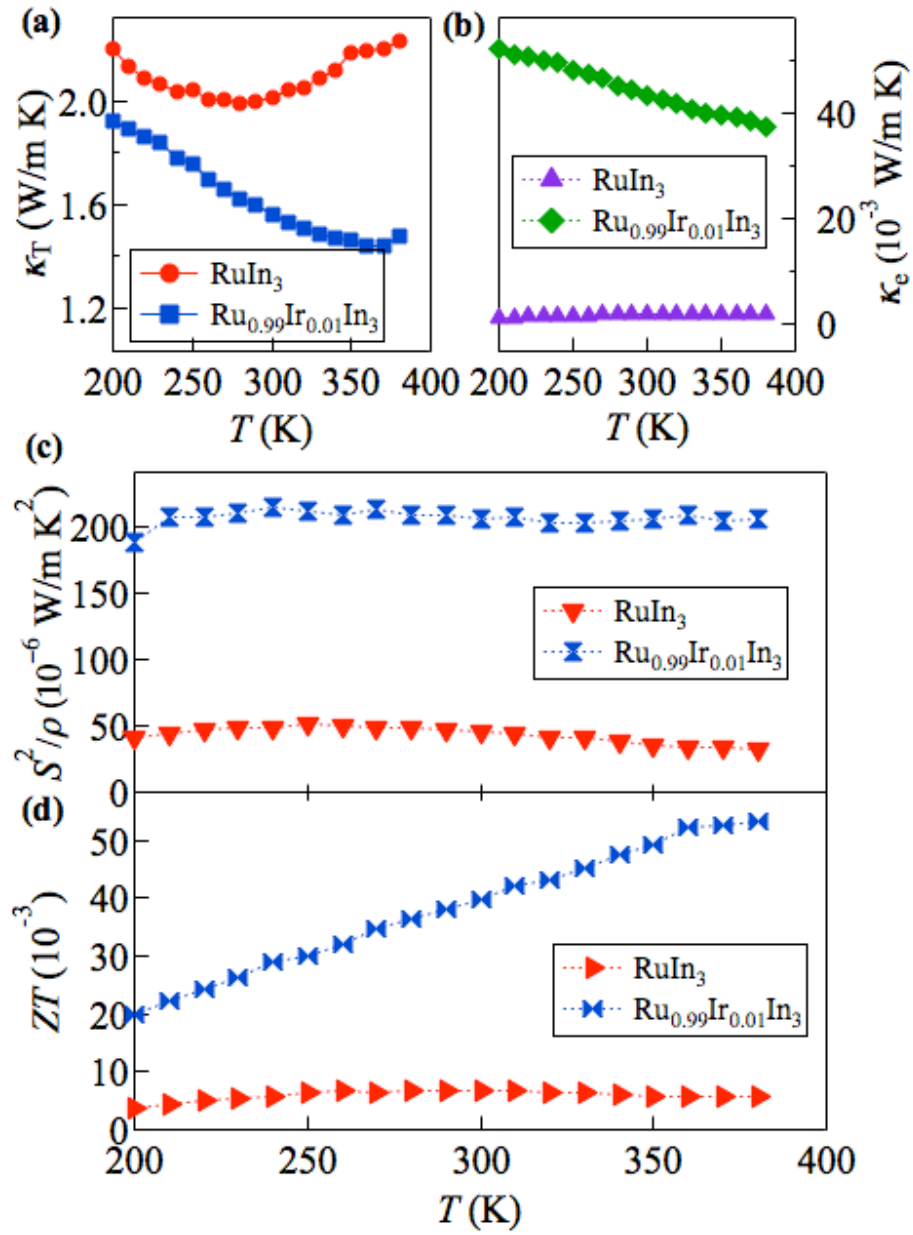 (a)
κT (W/m K)
2.0
1.6
1.2
RuIn3
Ru0.99Ir0.01In3
200 250 300 350 400
T (K)
(b)
RuIn3
Ru0.99Ir0.01In3
40
20
0
κe (10-3 W/m K)
200 250 300 350 400
T (K)
(c)
S2/ρ (10−6 W/m K2)
200
150
100
50
0
RuIn3
Ru0.99Ir0.01In3
(d)
ZT (10-3)
50
40
30
20
10
0
RuIn3
Ru0.99Ir0.01In3
200 250 300 350 400
T (K)